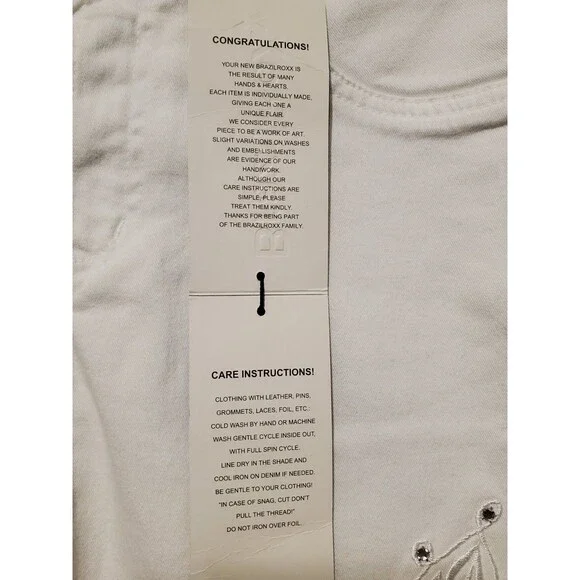 CONGRATULATIONS!
YOUR NEW BRAZILROXX IS
THE RESULT OF MANY
HANDS & HEARTS.
EACH ITEM IS INDIVIDUALLY MADE,
GIVING EACH ONE A
UNIQUE FLAIR.
WE CONSIDER EVERY
PIECE TO BE A WORK OF ART.
SLIGHT VARIATIONS ON WASHES
AND EMBELISHMENTS
ARE EVIDENCE OF OUR
HANDIWORK.
ALTHOUGH OUR
CARE INSTRUCTIONS ARE
SIMPLE, PLEASE
TREAT THEM KINDLY.
THANKS FOR BEING PART
OF THE BRAZILROXX FAMILY.
CARE INSTRUCTIONS!
CLOTHING WITH LEATHER, PINS,
GROMMETS, LACES, FOIL, ETC.:
COLD WASH BY HAND OR MACHINE
WASH GENTLE CYCLE INSIDE OUT,
WITH FULL SPIN CYCLE.
LINE DRY IN THE SHADE AND
COOL IRON ON DENIM IF NEEDED.
BE GENTLE TO YOUR CLOTHING!
"IN CASE OF SNAG, CUT DON'T
PULL THE THREAD!"
DO NOT IRON OVER FOIL.